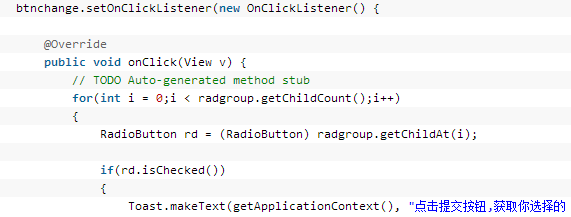 btnchange.setOnClickListener(new OnClickListener() {
@Override
public void onClick(View v) {
// TODO Auto-generated method stub
for(int i = 0;i < radgroup.getChildCount();i++)
{
RadioButton rd = (RadioButton) radgroup.getChildAt(i);
if(rd.isChecked())
{
Toast.makeText(getApplicationContext(), "点击提交按钮,获取你选择的